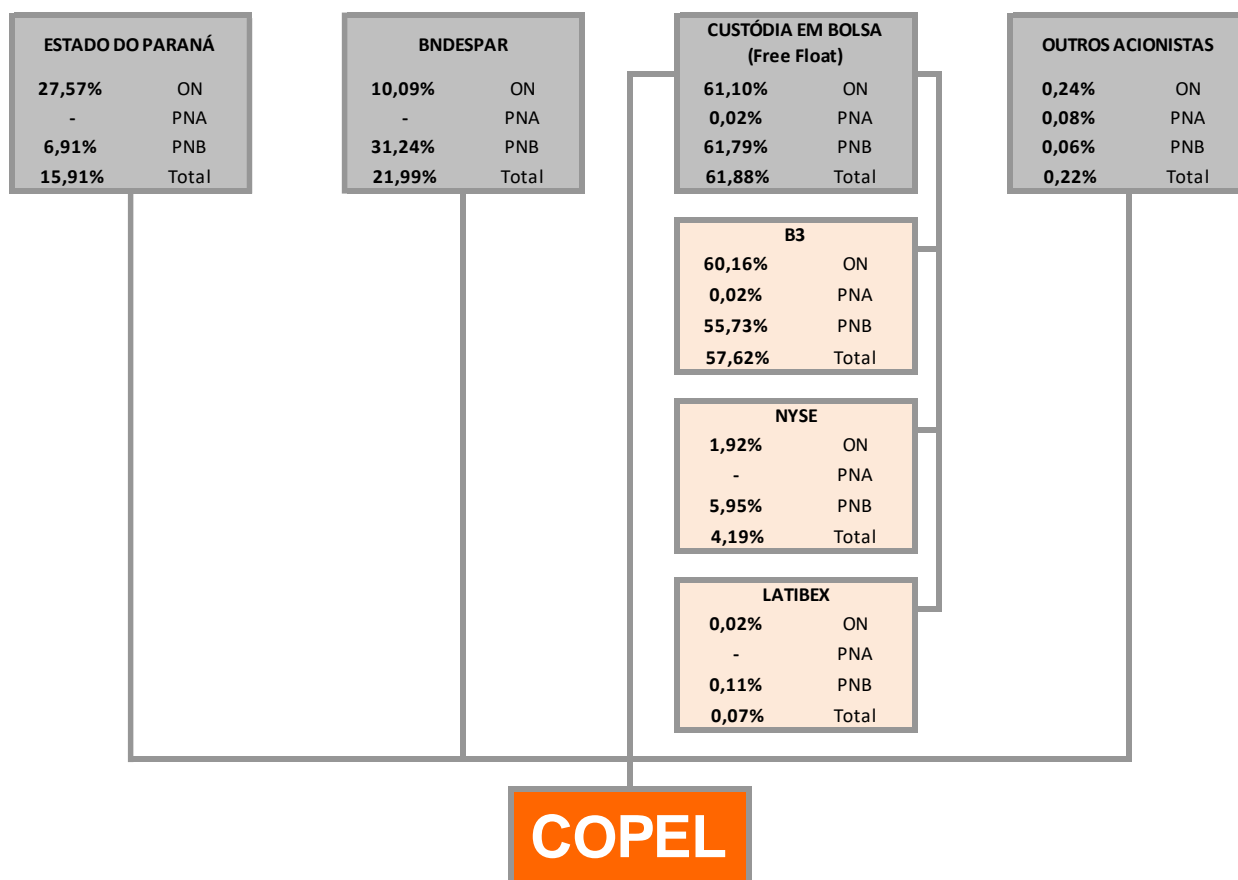 ESTADO DO PARANÁ
27,57% ON
- PNA
6,91% PNB
15,91% Total
BNDESPAR
10,09% ON
- PNA
31,24% PNB
21,99% Total
CUSTÓDIA EM BOLSA
(Free Float)
61,10% ON
0,02% PNA
61,79% PNB
61,88% Total
OUTROS ACIONISTAS
0,24% ON
0,08% PNA
0,06% PNB
0,22% Total
B3
60,16% ON
0,02% PNA
55,73% PNB
57,62% Total
NYSE
1,92% ON
- PNA
5,95% PNB
4,19% Total
LATIBEX
0,02% ON
- PNA
0,11% PNB
0,07% Total
COPEL